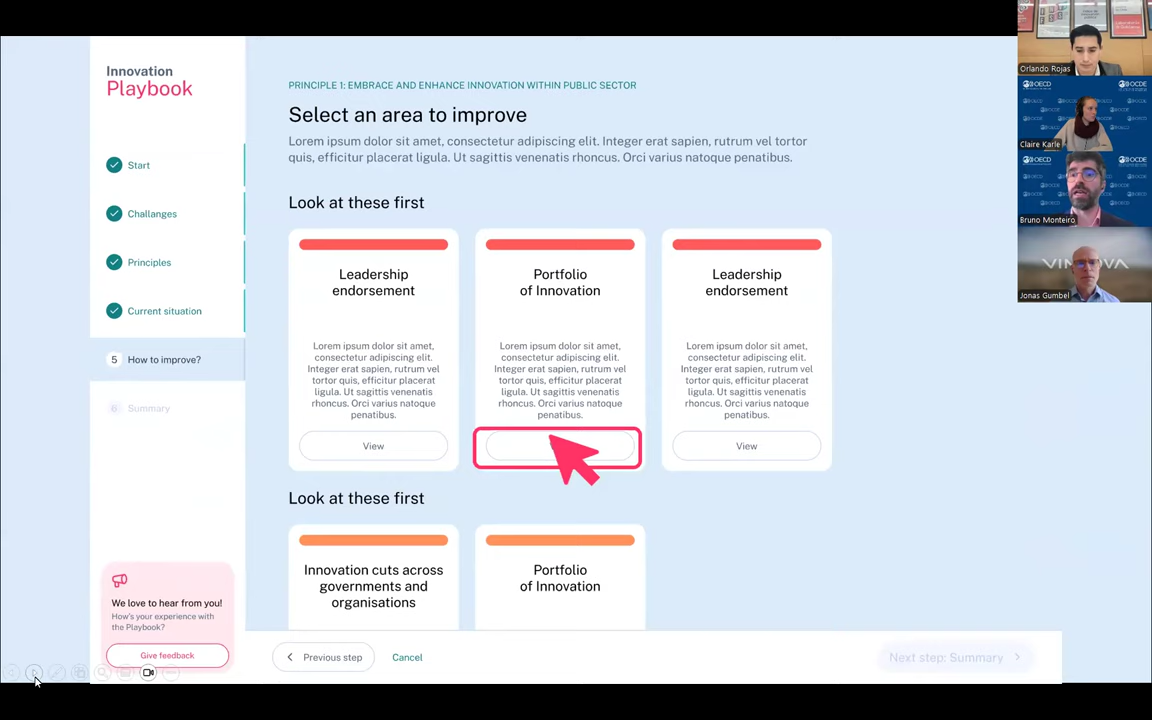 Innovation
Playbook
Start
Challanges
Principles
Current situation
5 How to improve?
6 Summary
We love to hear from you!
How's your experience with
the Playbook?
Give feedback
PRINCIPLE 1: EMBRACE AND ENHANCE INNOVATION WITHIN PUBLIC SECTOR
Select an area to improve
Lorem ipsum dolor sit amet, consectetur adipiscing elit. Integer erat sapien, rutrum vel tortor
quis, efficitur placerat ligula. Ut sagittis venenatis rhoncus. Orci varius natoque penatibus.
Look at these first
Leadership
endorsement
Lorem ipsum dolor sit amet,
consectetur adipiscing elit.
Integer erat sapien, rutrum vel
tortor quis, efficitur placerat
ligula. Ut sagittis venenatis
rhoncus. Orci varius natoque
penatibus.
View
Portfolio
of Innovation
Lorem ipsum dolor sit amet,
consectetur adipiscing elit.
Integer erat sapien, rutrum vel
tortor quis, efficitur placerat
ligula. Ut sagittis venenatis
rhoncus. Orci varius natoque
penatibus.
Leadership
endorsement
Lorem ipsum dolor sit amet,
consectetur adipiscing elit.
Integer erat sapien, rutrum vel
tortor quis, efficitur placerat
ligula. Ut sagittis venenatis
rhoncus. Orci varius natoque
penatibus.
View
Look at these first
Innovation cuts across
governments and
organisations
Portfolio
of Innovation
Previous step
Cancel
Next step: Summary
Orlando Rojas
OECD
OCDE
Claire Karle
OECD
OCDE
Bruno Monteiro
Jonas Gumbel